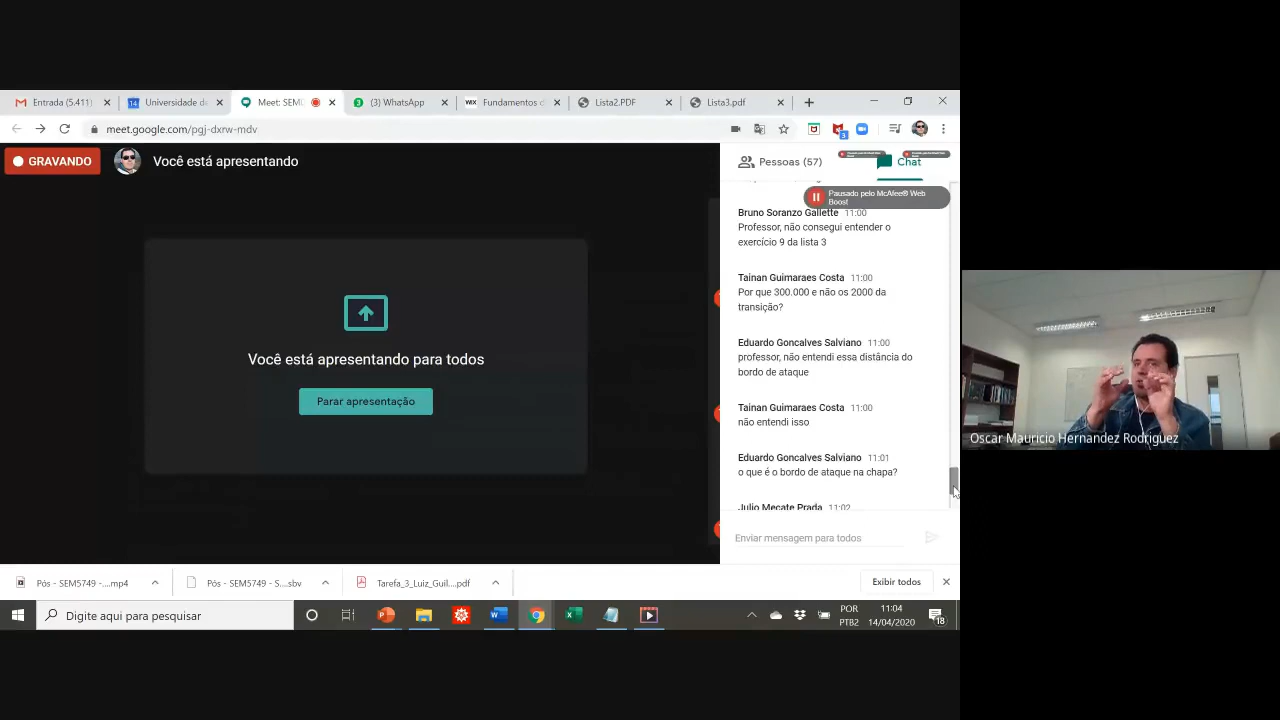 Entrada (5.411)
Universidade de
Meet: SEM
(3) WhatsApp
WIX
Fundamentos d
Lista2.PDF
Lista3.pdf
meet.google.com/pgj-dxrw-mdv
3
GRAVANDO
Você está apresentando
Pessoas (57)
Chat
Pausado pelo McAfee® Web
Boost
Bruno Soranzo Gallette 11:00
Professor, não consegui entender o
exercício 9 da lista 3
Tainan Guimaraes Costa 11:00
Por que 300.000 e não os 2000 da
transição?
Eduardo Goncalves Salviano 11:00
professor, não entendi essa distância do
bordo de ataque
Tainan Guimaraes Costa 11:00
não entendi isso
Eduardo Goncalves Salviano 11:01
o que é o bordo de ataque na chapa?
Julio Mecate Prada 11:02
Enviar mensagem para todos
Você está apresentando para todos
Parar apresentação
Oscar Mauricio Hernandez Rodriguez
Pós - SEM5749 -....mp4
Pós - SEM5749 - S....sbv
Tarefa_3_Luiz_Guil....pdf
Exibir todos
Digite aqui para pesquisar
POR
PTB2
11:04
14/04/2020
18